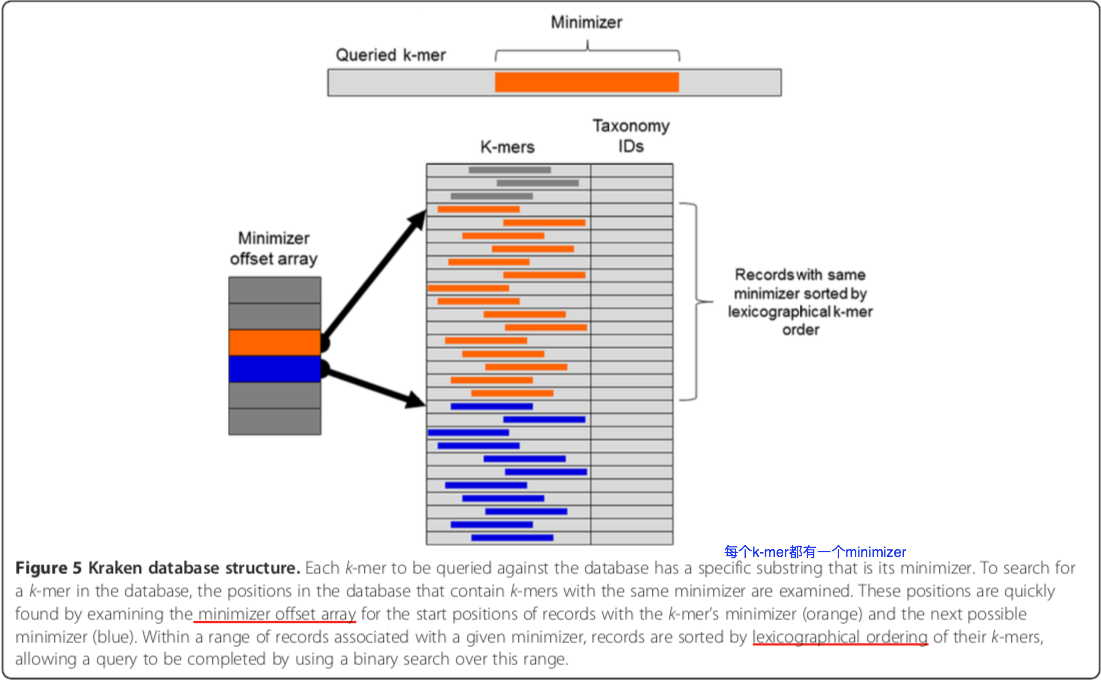 Minimizer
Queried k-mer
Taxonomy
IDs
K-mers
Minimizer
offset array
Records with same
minimizer sorted by
lexicographical k-mer
order
每个k-mer都有一个minimizer
Figure 5 Kraken database structure. Each k-mer to be queried against the database has a specific substring that is its minimizer. To search for
a k-mer in the database, the positions in the database that contain k-mers with the same minimizer are examined. These positions are quickly
found by examining the minimizer offset array for the start positions of records with the k-mer's minimizer (orange) and the next possible
minimizer (blue). Within a range of records associated with a given minimizer, records are sorted by lexicographical ordering of their k-mers,
allowing a query to be completed by using a binary search over this range.